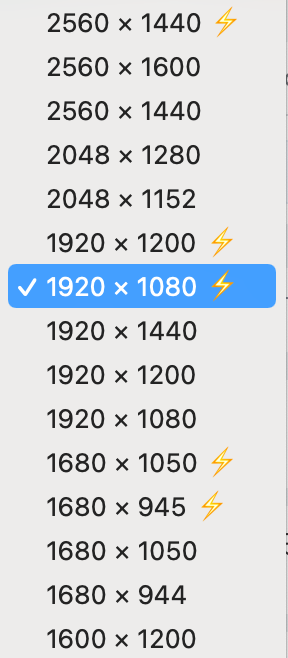 2560 × 1440 ⚡
2560 × 1600
2560 × 1440
2048 × 1280
2048 × 1152
1920 × 1200 ⚡
✓ 1920 × 1080 ⚡
1920 × 1440
1920 × 1200
1920 × 1080
1680 × 1050 ⚡
1680 × 945 ⚡
1680 × 1050
1680 × 944
1600 × 1200